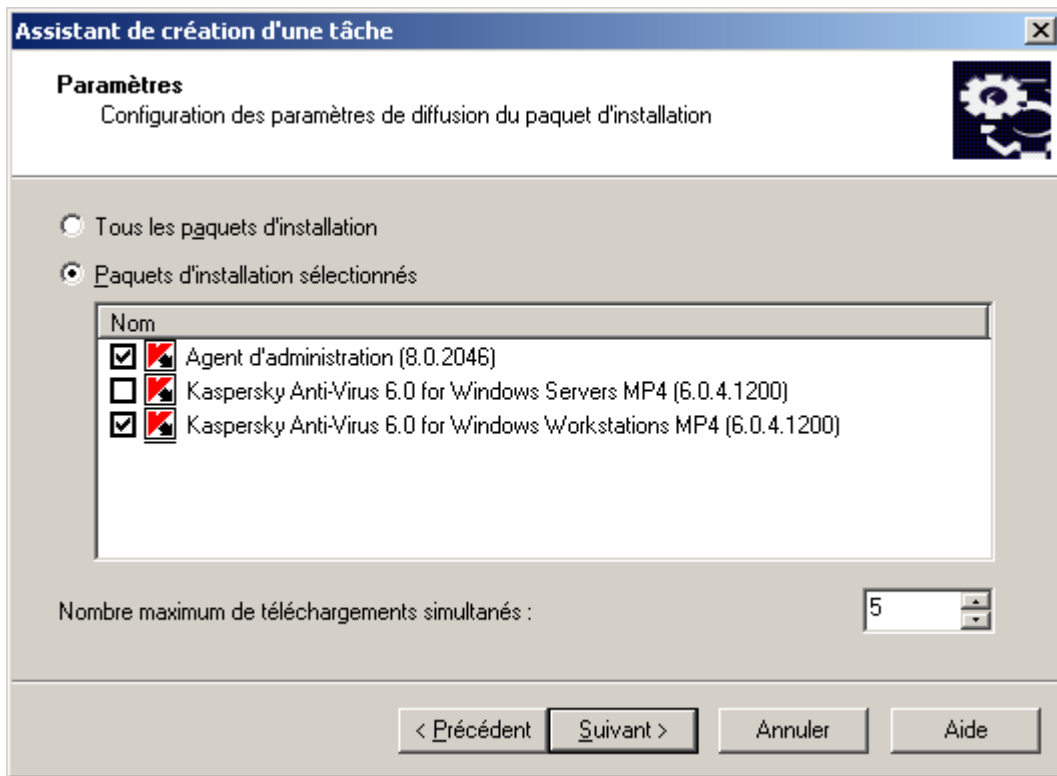 Assistant de création d'une tâche
Paramètres
Configuration des paramètres de diffusion du paquet d'installation
Tous les paquets d'installation
Paquets d'installation sélectionnés
Nom
Agent d'administration (8.0.2046)
Kaspersky Anti-Virus 6.0 for Windows Servers MP4 (6.0.4.1200)
Kaspersky Anti-Virus 6.0 for Windows Workstations MP4 (6.0.4.1200)
Nombre maximum de téléchargements simultanés : 5
< Précédent Suivant > Annuler Aide